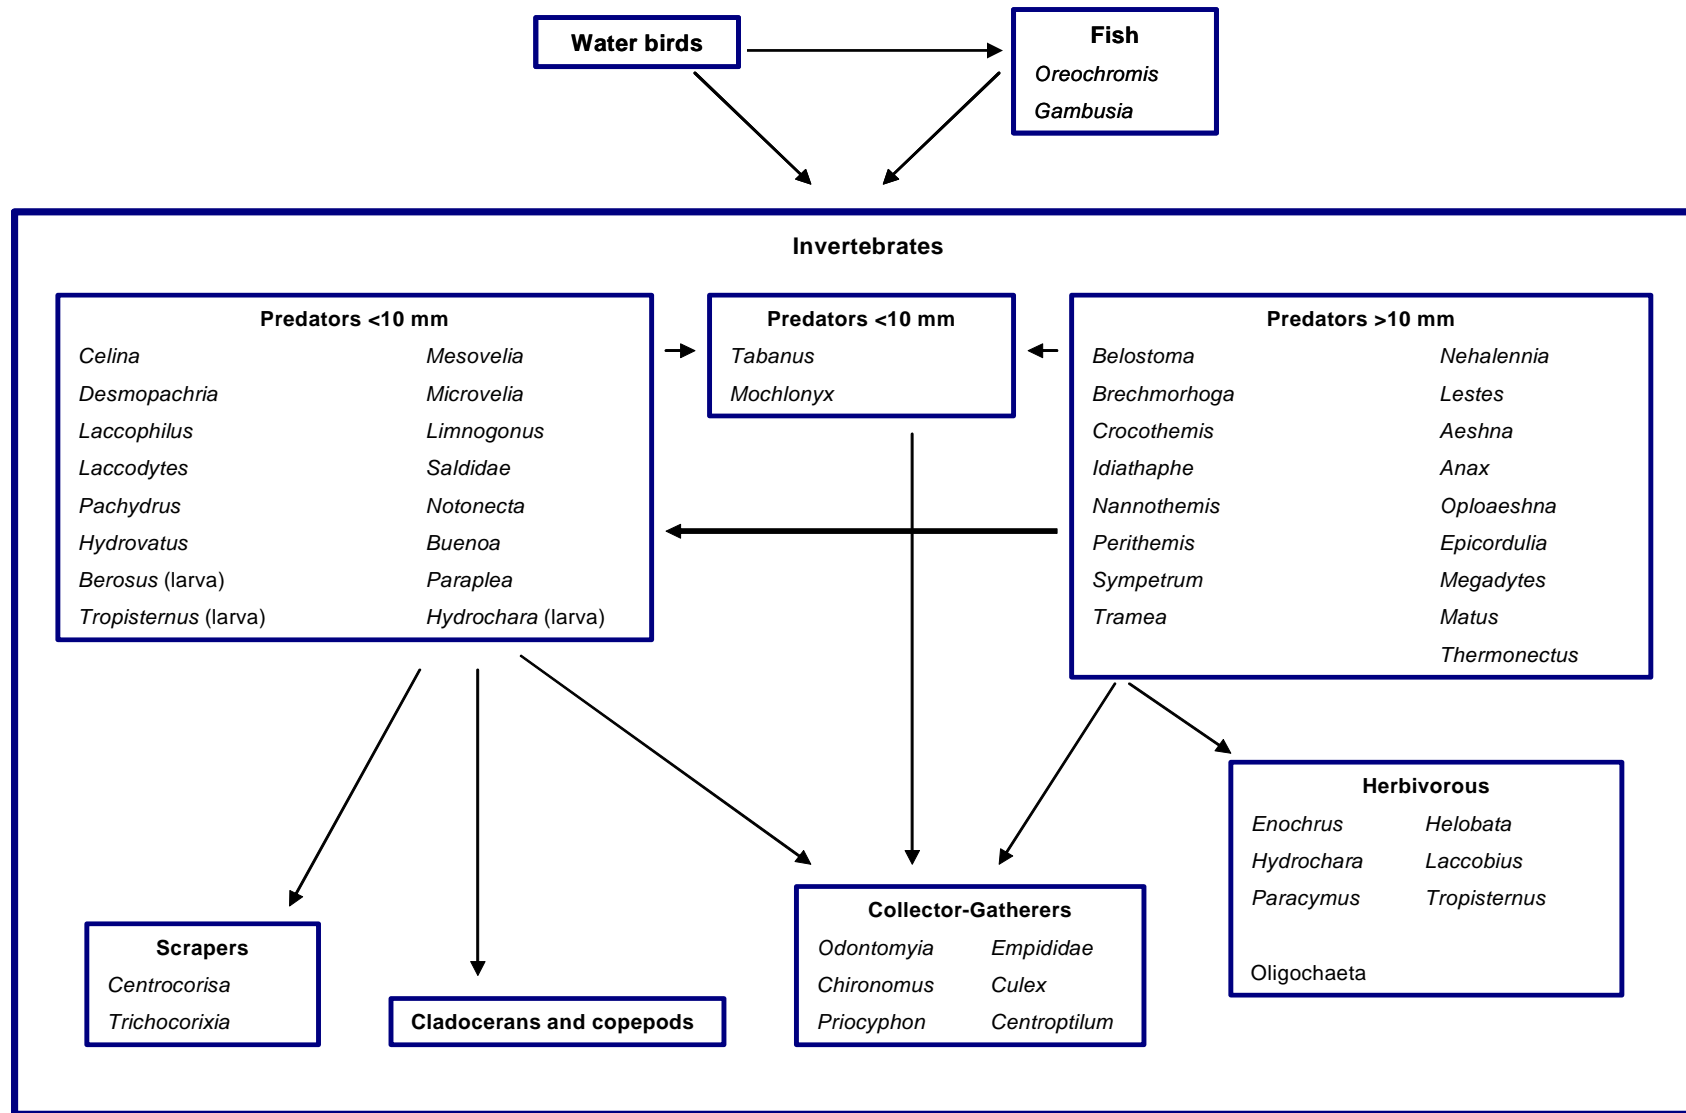 Water birds
Fish
Oreochromis
Gambusia
Invertebrates
Predators <10 mm
Celina
Desmopachria
Laccophilus
Laccodytes
Pachydrus
Hydrovatus
Berosus (larva)
Tropisternus (larva)
Mesovelia
Microvelia
Limnogonus
Saldidae
Notonecta
Buenoa
Paraplea
Hydrochara (larva)
Predators <10 mm
Tabanus
Mochlonyx
Predators >10 mm
Belostoma
Brechmorhoga
Crocothemis
Idiathaphe
Nannothemis
Perithemis
Sympetrum
Tramea
Nehalennia
Lestes
Aeshna
Anax
Oploaeshna
Epicordulia
Megadytes
Matus
Thermonectus
Scrapers
Centrocorisa
Trichocorixia
Cladocerans and copepods
Collector-Gatherers
Odontomyia
Chironomus
Priocyphon
Empididae
Culex
Centroptilum
Herbivorous
Enochrus
Hydrochara
Paracymus
Helobata
Laccobius
Tropisternus
Oligochaeta